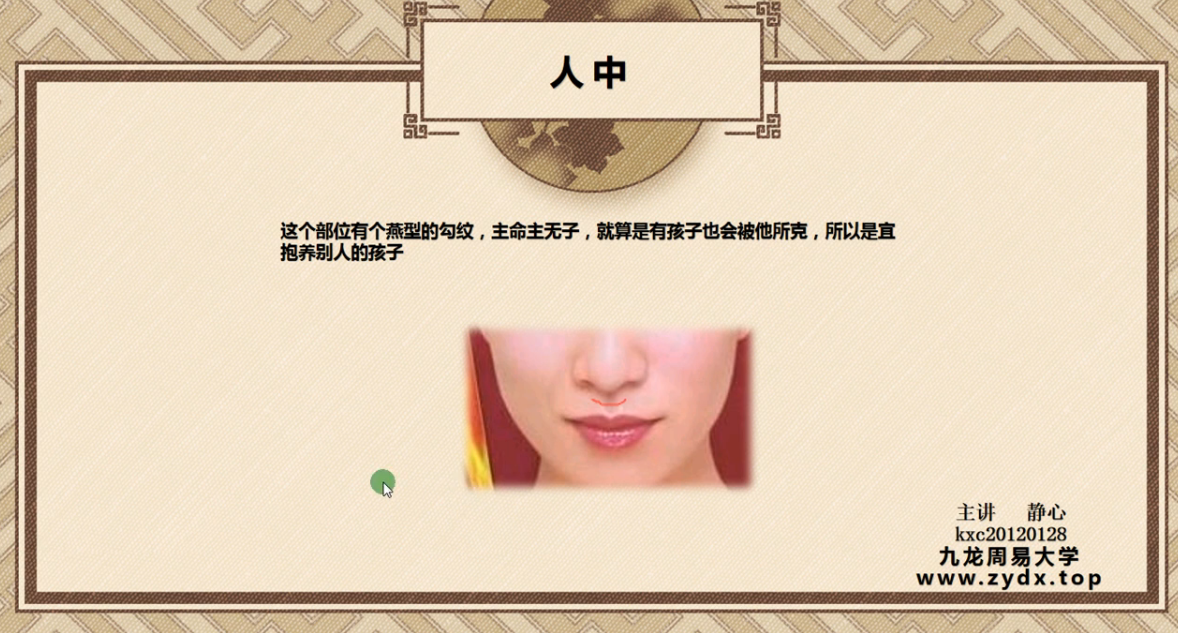 人中
这个部位有个燕型的勾纹，主命主无子，就算是有孩子也会被他所克，所以是宜
抱养别人的孩子
主讲 静心
kxc20120128
九龙周易大学
www.zydx.top